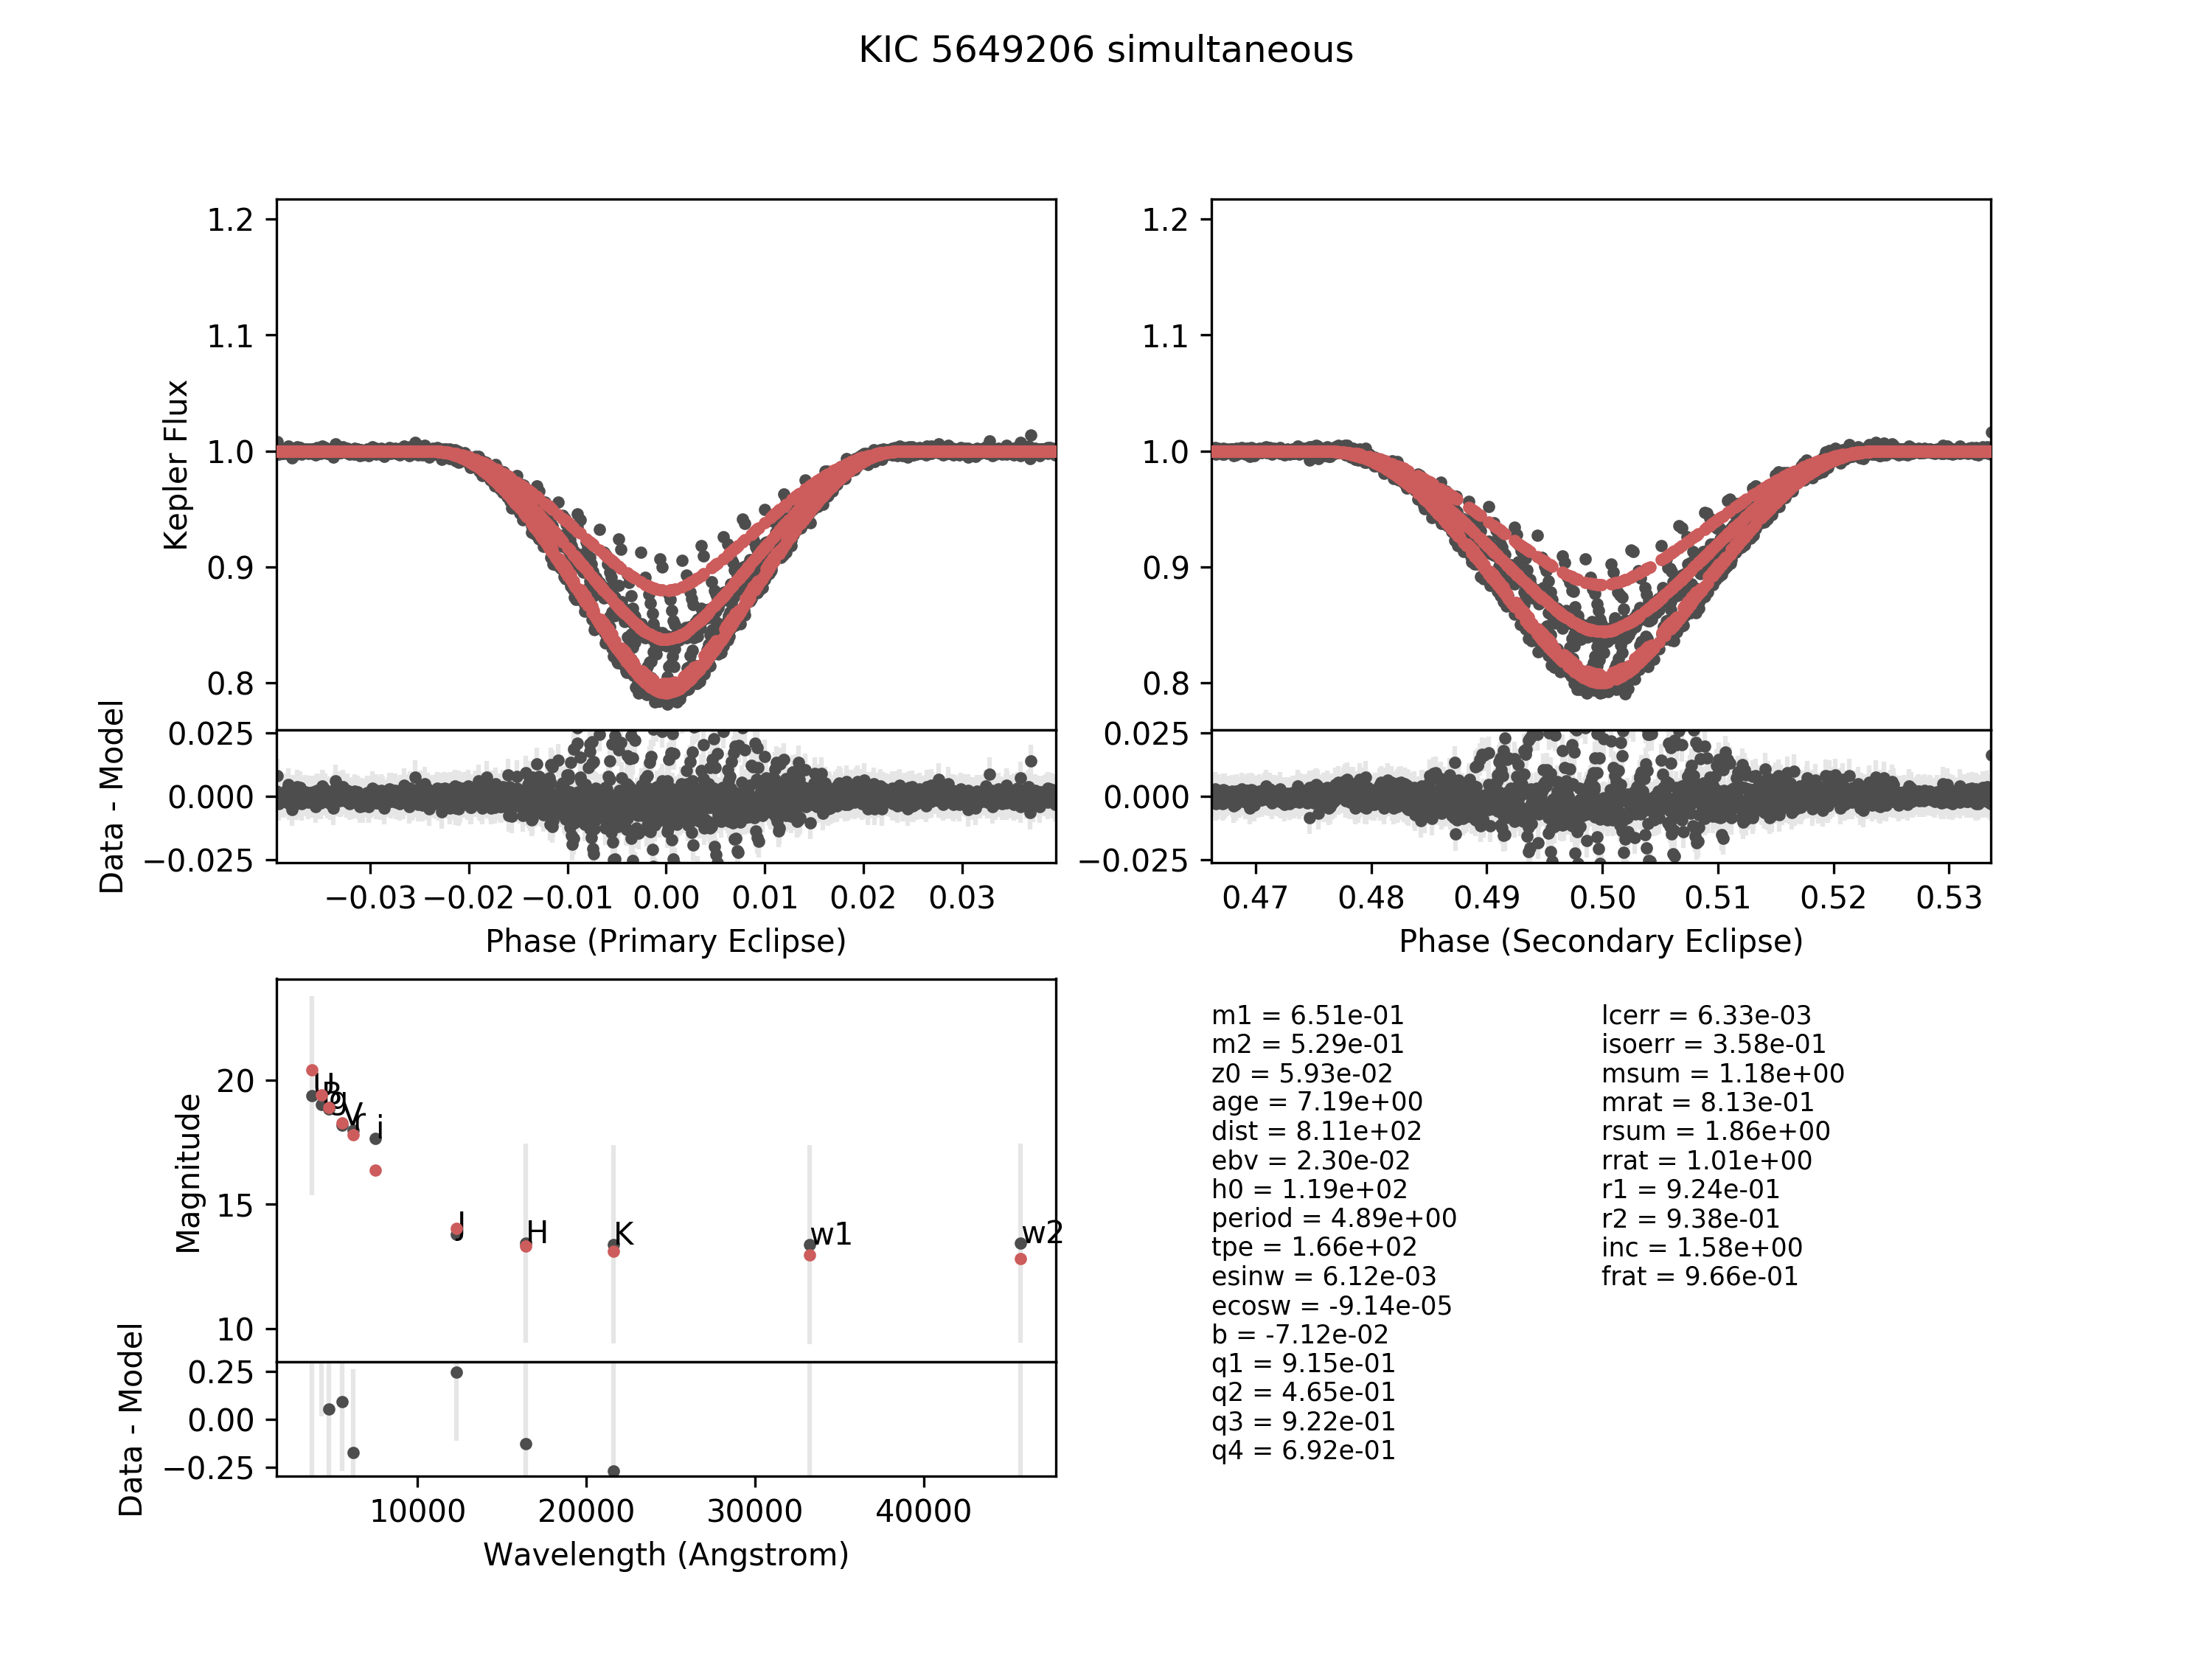 KIC 5649206 simultaneous
1.2
1.1
1.0
0.9
0.8
Kepler Flux
0.025
0.000
−0.025
Data - Model
−0.03
−0.02
−0.01
0.00
0.01
0.02
0.03
Phase (Primary Eclipse)
1.2
1.1
1.0
0.9
0.8
0.025
0.000
−0.025
0.47
0.48
0.49
0.50
0.51
0.52
0.53
Phase (Secondary Eclipse)
20
15
10
Magnitude
U
B
g
V
r
i
J
H
K
w1
w2
0.25
0.00
−0.25
Data - Model
10000
20000
30000
40000
Wavelength (Angstrom)
m1 = 6.51e-01
m2 = 5.29e-01
z0 = 5.93e-02
age = 7.19e+00
dist = 8.11e+02
ebv = 2.30e-02
h0 = 1.19e+02
period = 4.89e+00
tpe = 1.66e+02
esinw = 6.12e-03
ecosw = -9.14e-05
b = -7.12e-02
q1 = 9.15e-01
q2 = 4.65e-01
q3 = 9.22e-01
q4 = 6.92e-01
lcerr = 6.33e-03
isoerr = 3.58e-01
msum = 1.18e+00
mrat = 8.13e-01
rsum = 1.86e+00
rrat = 1.01e+00
r1 = 9.24e-01
r2 = 9.38e-01
inc = 1.58e+00
frat = 9.66e-01